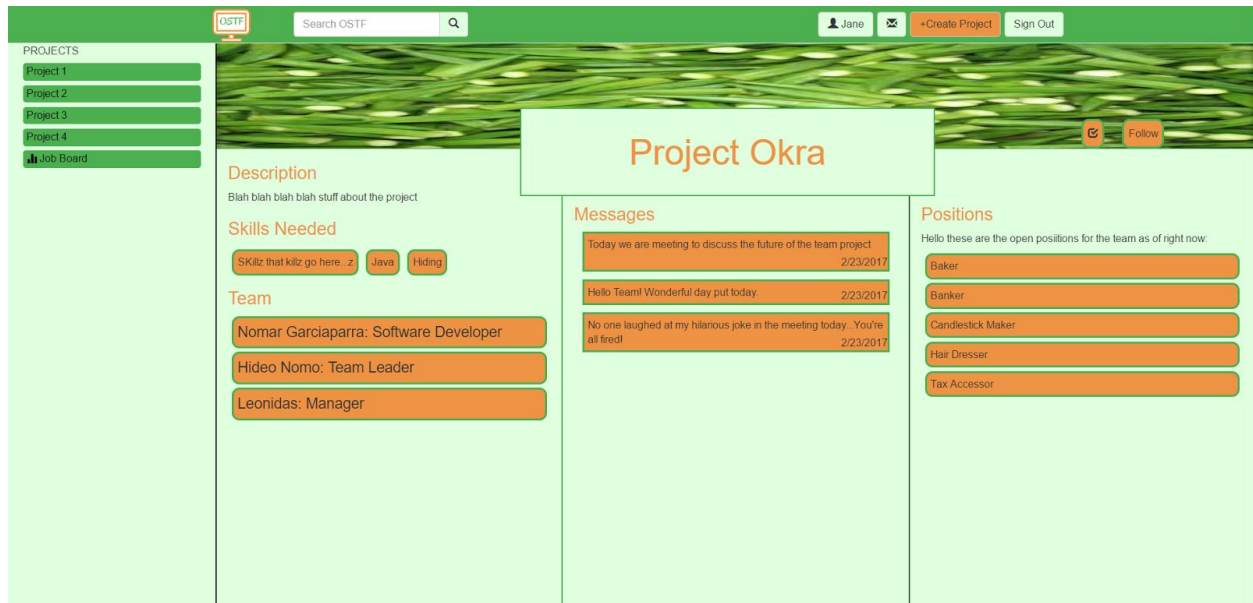 OSTF
Search OSTF
Jane
+Create Project
Sign Out
PROJECTS
Project 1
Project 2
Project 3
Project 4
Job Board
Follow
Project Okra
Description
Blah blah blah blah stuff about the project
Skills Needed
SKillz that killz go here...z
Java
Hiding
Team
Nomar Garciaparra: Software Developer
Hideo Nomo: Team Leader
Leonidas: Manager
Messages
Today we are meeting to discuss the future of the team project
2/23/2017
Hello Team! Wonderful day put today.
2/23/2017
No one laughed at my hilarious joke in the meeting today...You're
all fired!
2/23/2017
Positions
Hello these are the open posiitions for the team as of right now:
Baker
Banker
Candlestick Maker
Hair Dresser
Tax Accessor